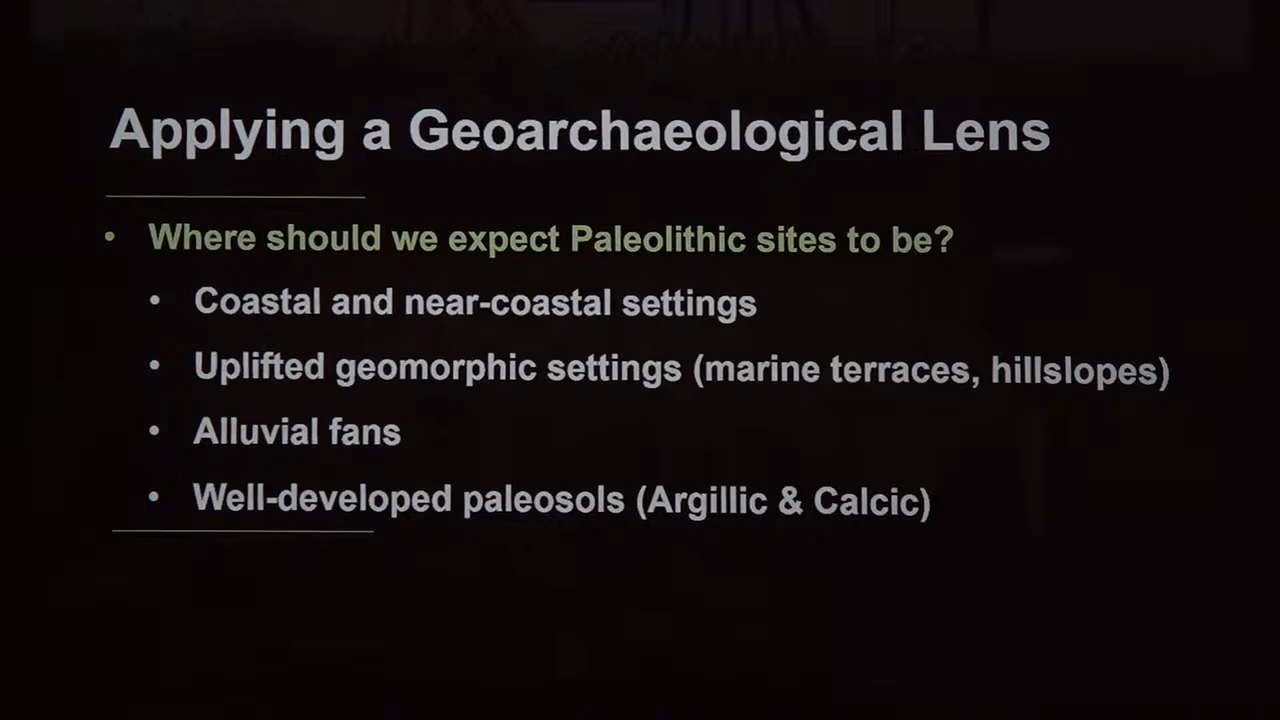 Applying a Geoarchaeological Lens
• Where should we expect Paleolithic sites to be?
• Coastal and near-coastal settings
• Uplifted geomorphic settings (marine terraces, hillslopes)
• Alluvial fans
• Well-developed paleosols (Argillic & Calcic)